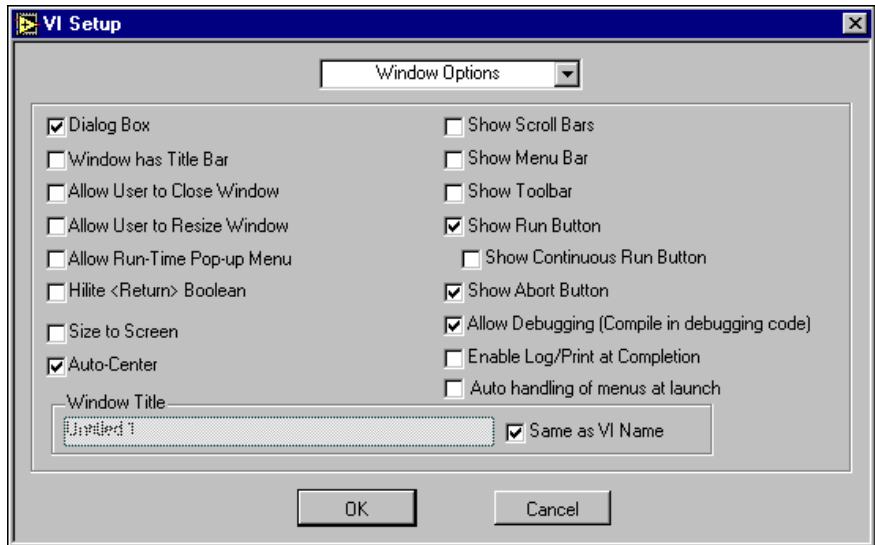 VI Setup
Window Options
Dialog Box
Window has Title Bar
Allow User to Close Window
Allow User to Resize Window
Allow Run-Time Pop-up Menu
Hilite <Return> Boolean
Size to Screen
Auto-Center
Show Scroll Bars
Show Menu Bar
Show Toolbar
Show Run Button
Show Continuous Run Button
Show Abort Button
Allow Debugging (Compile in debugging code)
Enable Log/Print at Completion
Auto handling of menus at launch
Window Title
Untitled 1
Same as VI Name
OK
Cancel